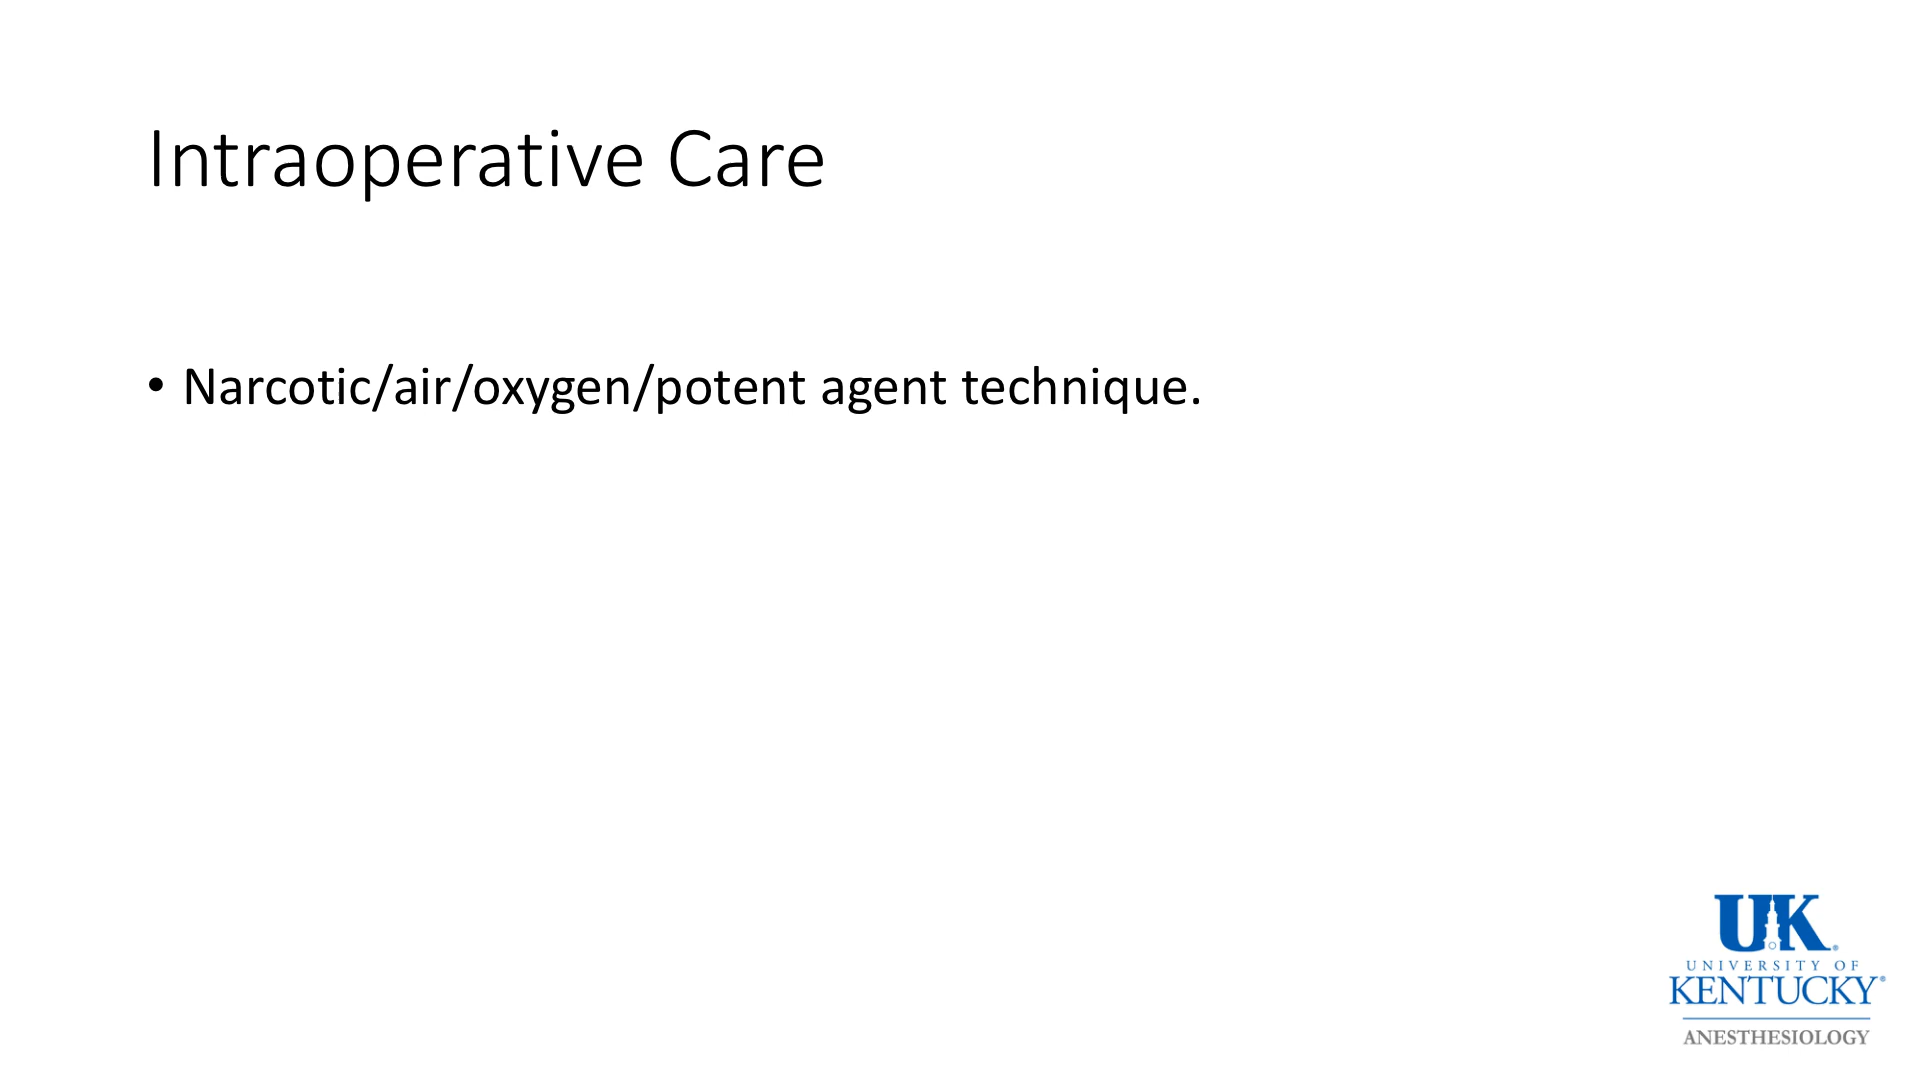 Intraoperative Care
• Narcotic/air/oxygen/potent agent technique.
UK®
UNIVERSITY OF
KENTUCKY®
ANESTHESIOLOGY